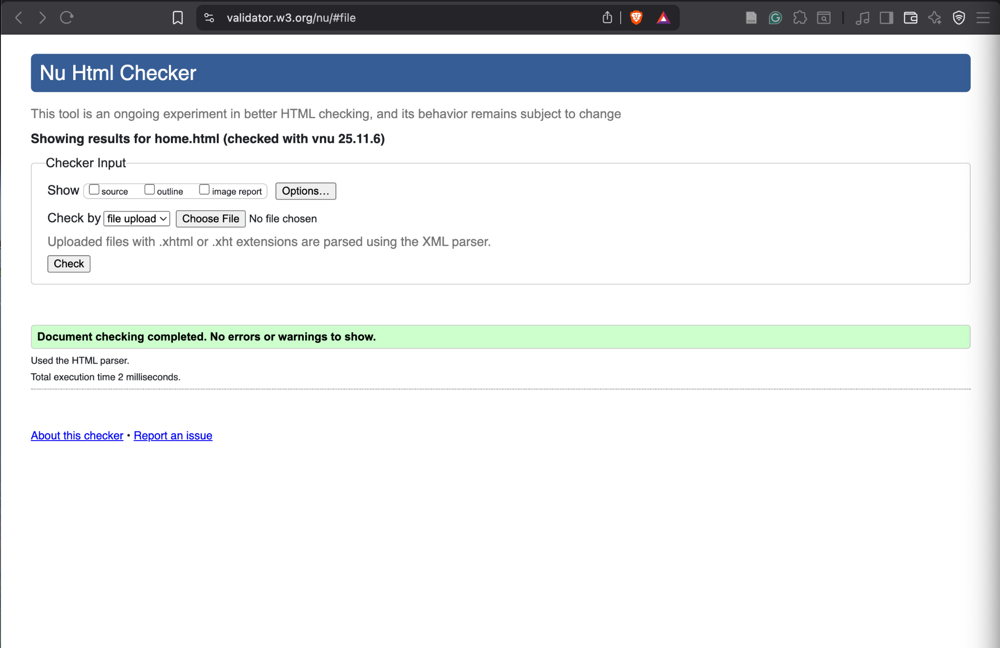 validator.w3.org/nu/#file
Nu Html Checker
This tool is an ongoing experiment in better HTML checking, and its behavior remains subject to change
Showing results for home.html (checked with vnu 25.11.6)
Checker Input
Show source outline image report Options...
Check by file upload Choose File No file chosen
Uploaded files with .xhtml or .xht extensions are parsed using the XML parser.
Check
Document checking completed. No errors or warnings to show.
Used the HTML parser.
Total execution time 2 milliseconds.
About this checker • Report an issue